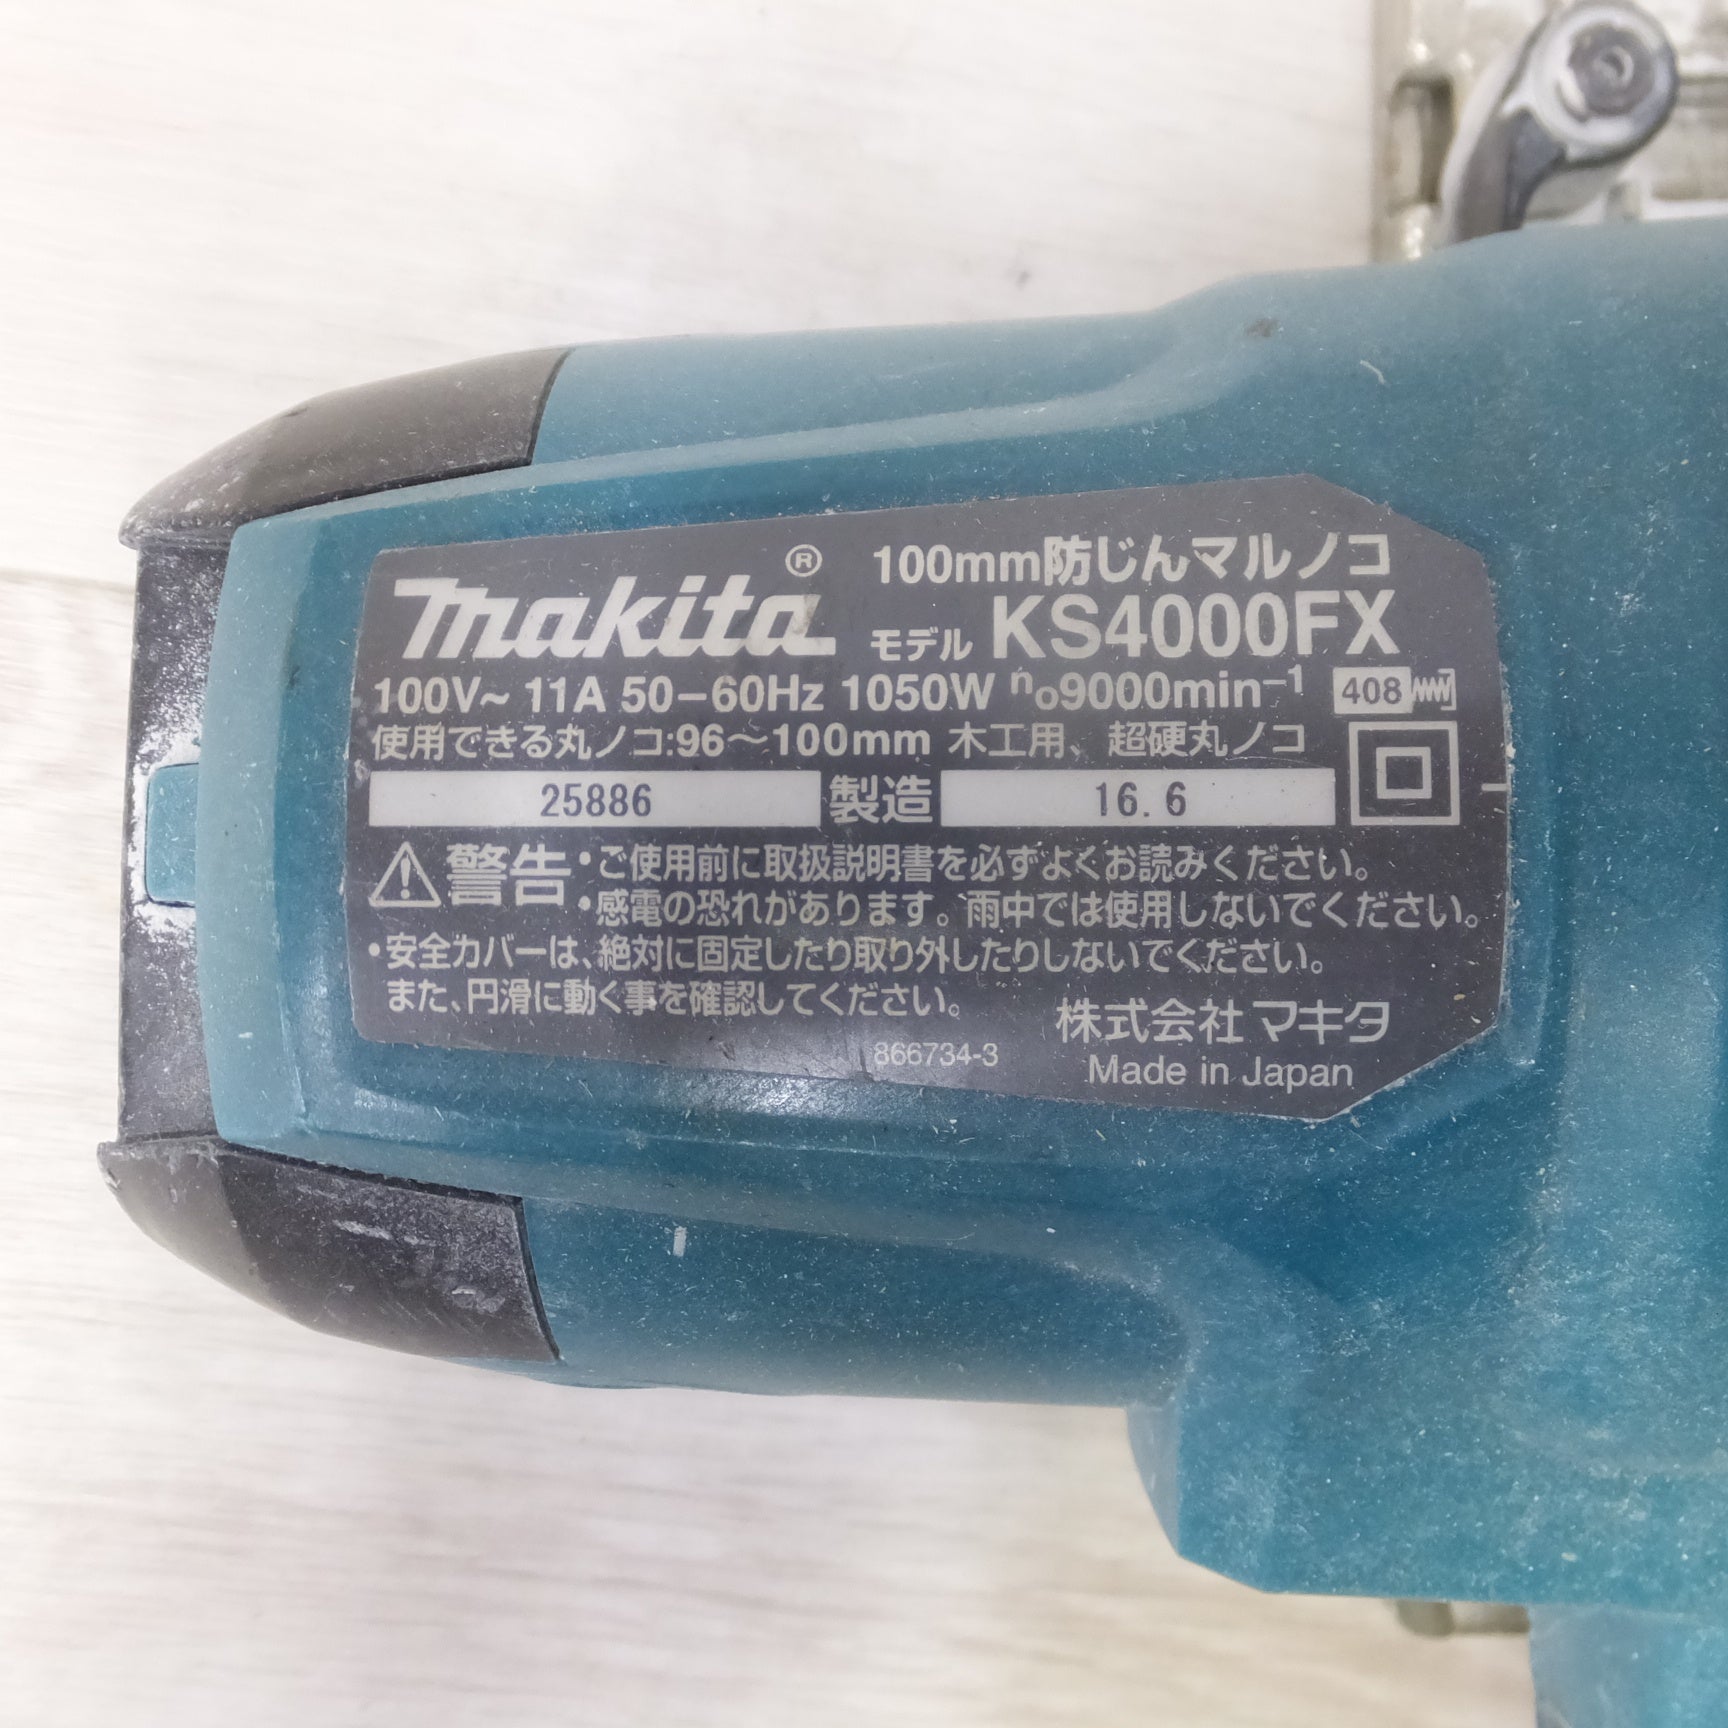 makita® 100mm防じんマルノコ
モデル KS4000FX
100V~ 11A 50-60Hz 1050W n₀9000min⁻¹ 408
使用できる丸ノコ:96～100mm 木工用、超硬丸ノコ
25886 製造 16.6
警告 •ご使用前に取扱説明書を必ずよくお読みください。
•感電の恐れがあります。雨中では使用しないでください。
•安全カバーは、絶対に固定したり取り外したりしないでください。
また、円滑に動く事を確認してください。
株式会社マキタ
866734-3 Made in Japan